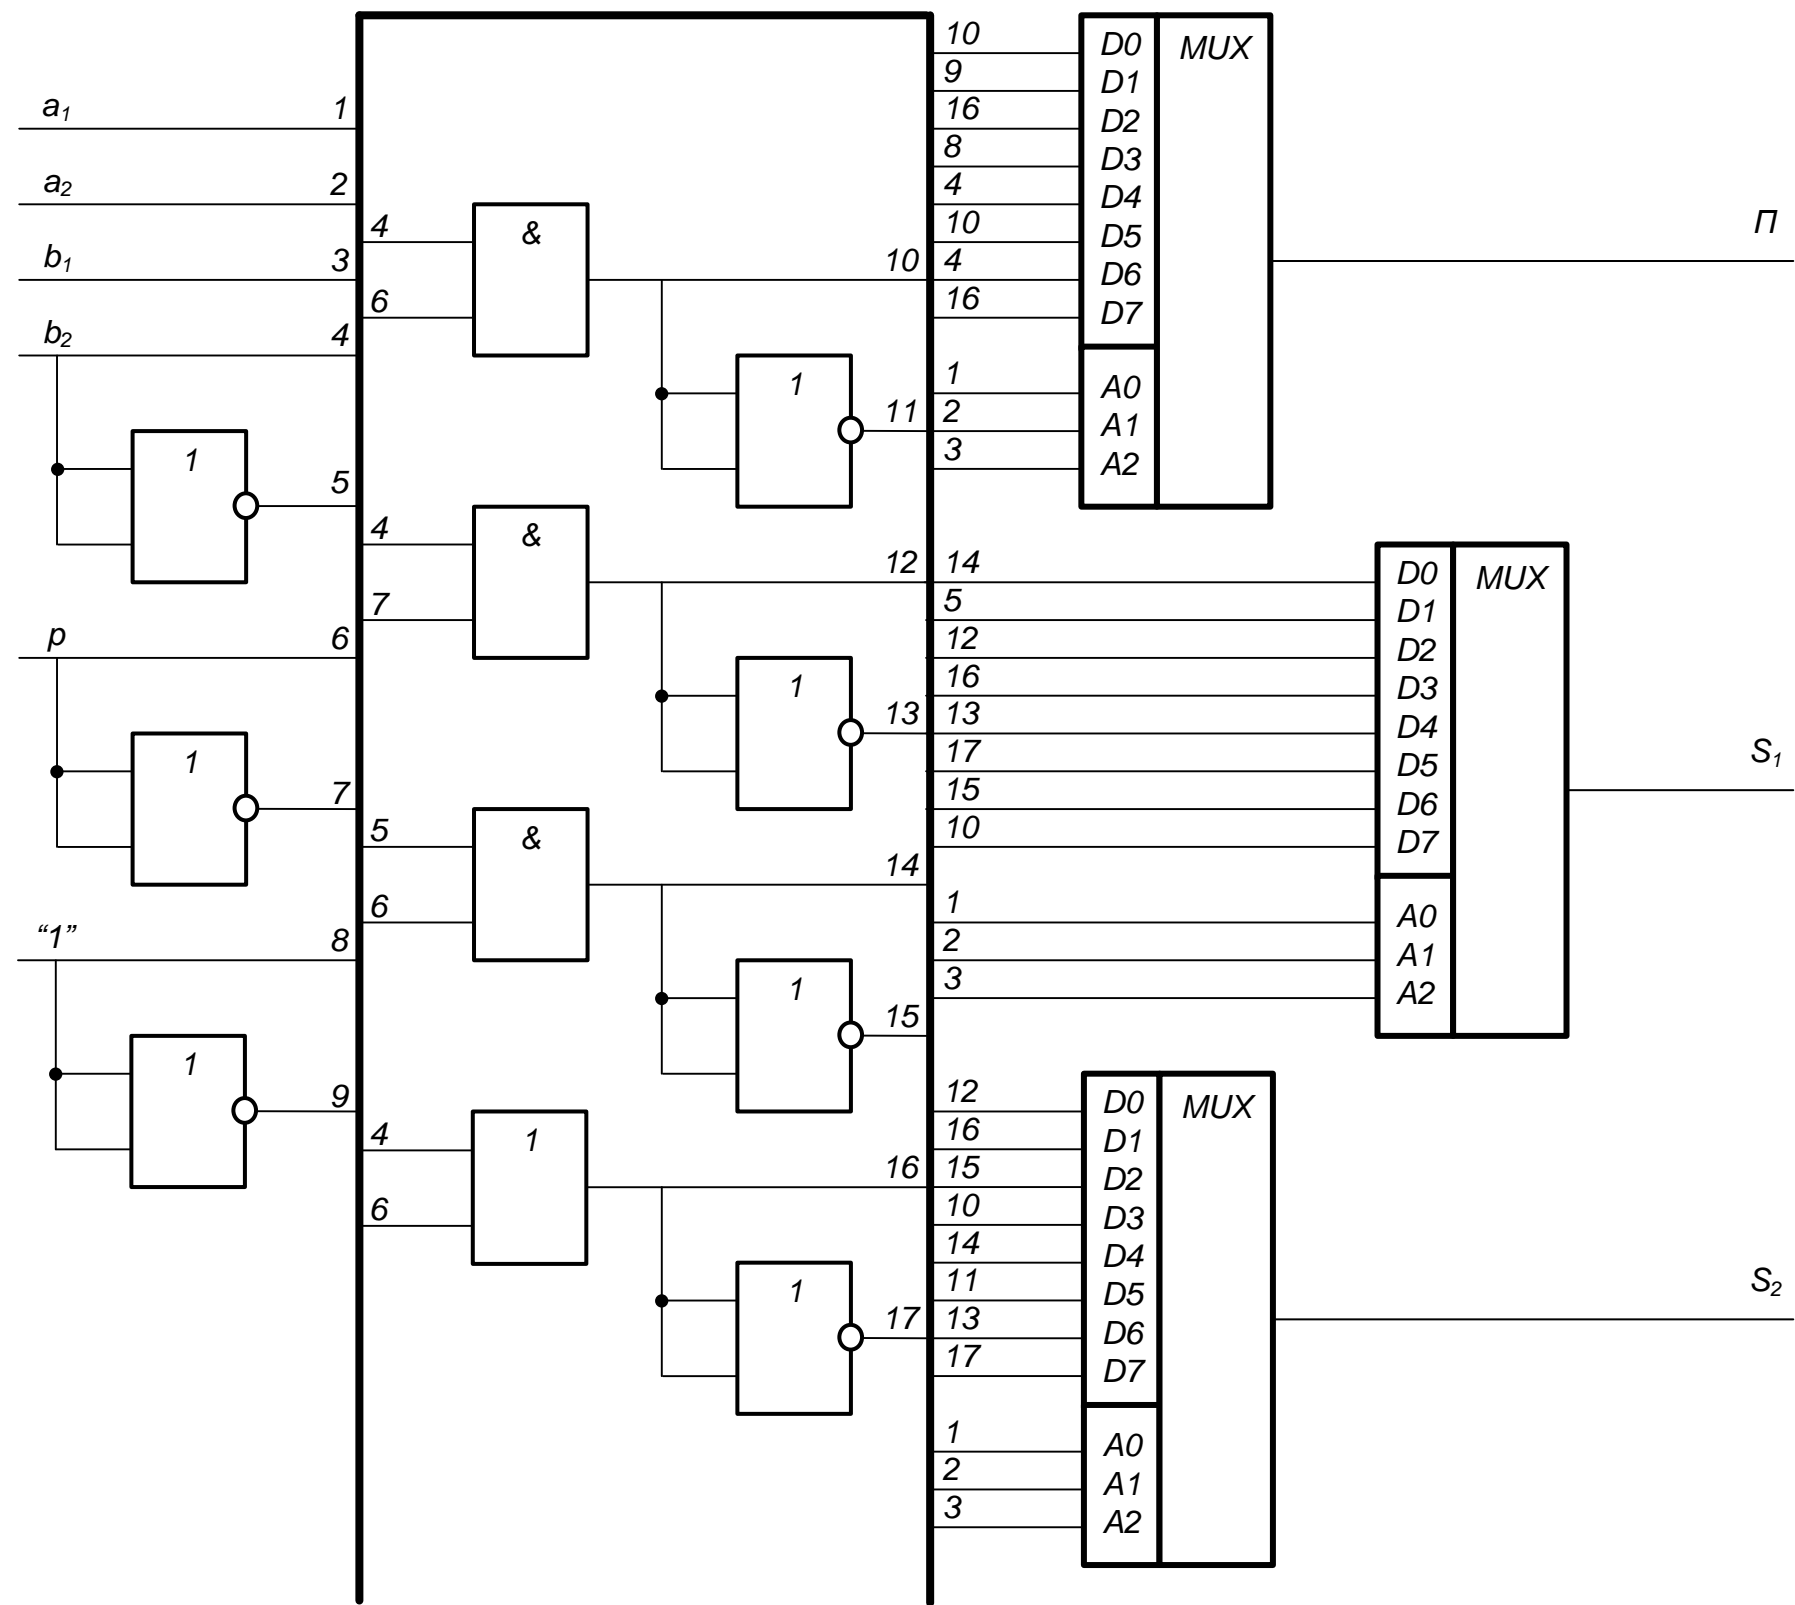 a1 1
a2 2
b1 3
b2 4
1 5
p 6
1 7
“1” 8
1 9
4 & 10
6
1 11
4 & 12
7
1 13
5 & 14
6
1 15
4 1 16
6
1 17
10 D0 MUX
9 D1
16 D2
8 D3
4 D4
10 D5
4 D6
16 D7
1 A0
2 A1
3 A2
П
14 D0 MUX
5 D1
12 D2
16 D3
13 D4
17 D5
15 D6
10 D7
1 A0
2 A1
3 A2
S1
12 D0 MUX
16 D1
15 D2
10 D3
14 D4
11 D5
13 D6
17 D7
1 A0
2 A1
3 A2
S2